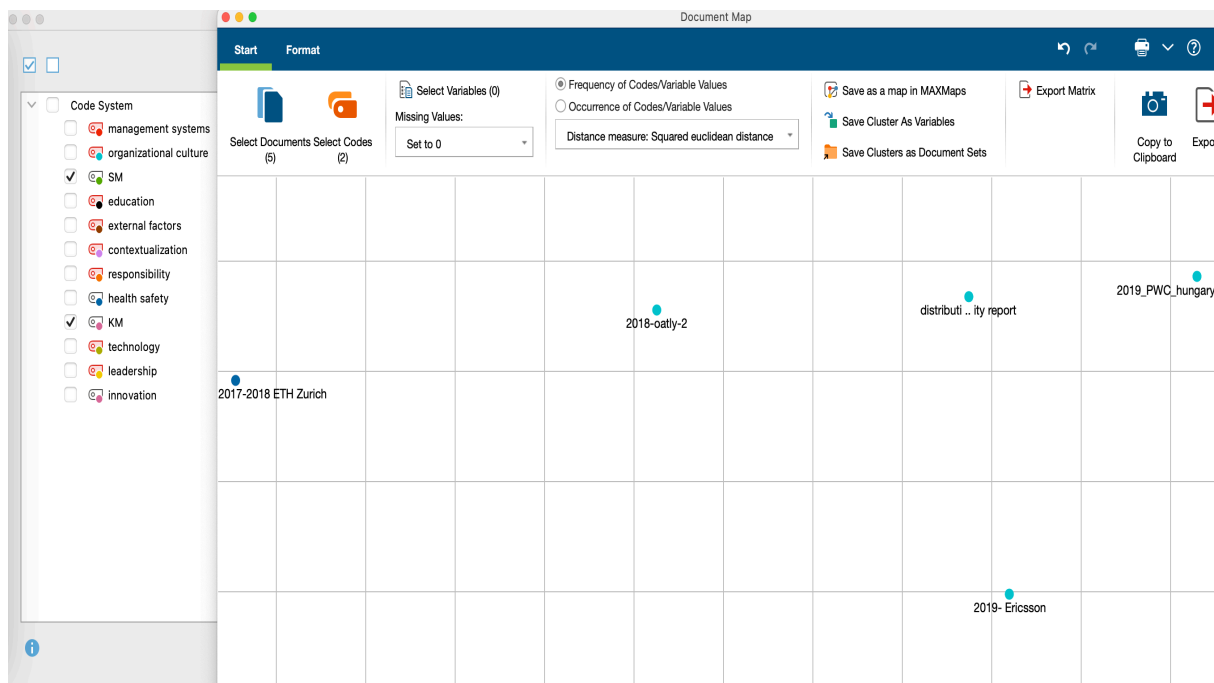 Document Map
Start Format
Select Documents
(5)
Select Codes
(2)
Select Variables (0)
Missing Values:
Set to 0
Frequency of Codes/Variable Values
Occurrence of Codes/Variable Values
Distance measure: Squared euclidean distance
Save as a map in MAXMaps
Save Cluster As Variables
Save Clusters as Document Sets
Export Matrix
Copy to
Clipboard
Expo
Code System
management systems
organizational culture
SM
education
external factors
contextualization
responsibility
health safety
KM
technology
leadership
innovation
2019_PWC_hungary
distributi .. ity report
2018-oatly-2
2017-2018 ETH Zurich
2019- Ericsson